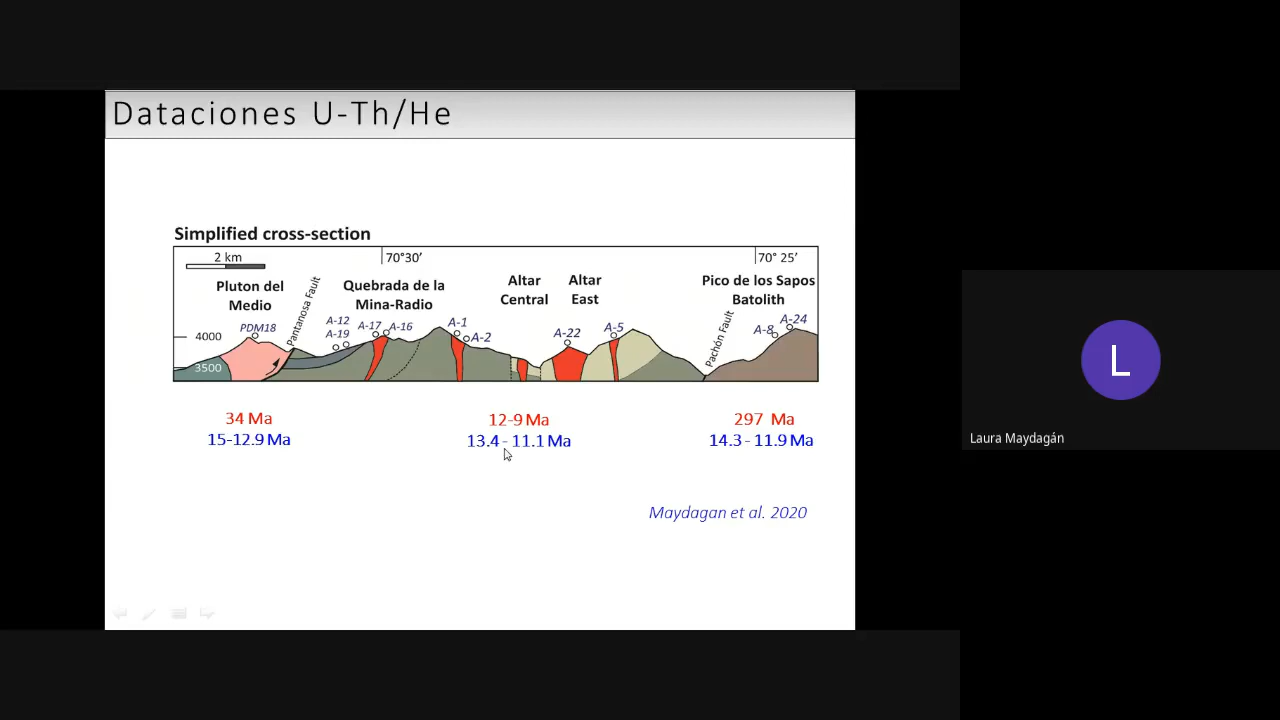 Dataciones U-Th/He
Simplified cross-section
2 km
70°30’
70° 25’
Pluton del
Medio
Pantanosa Fault
Quebrada de la
Mina-Radio
Altar
Central
Altar
East
Pico de los Sapos
Batolith
Pachón Fault
PDM18
A-12
A-19
A-17
A-16
A-1
A-2
A-22
A-5
A-8
A-24
4000
3500
34 Ma
15-12.9 Ma
12-9 Ma
13.4 - 11.1 Ma
297 Ma
14.3 - 11.9 Ma
Maydagan et al. 2020
L
Laura Maydagán